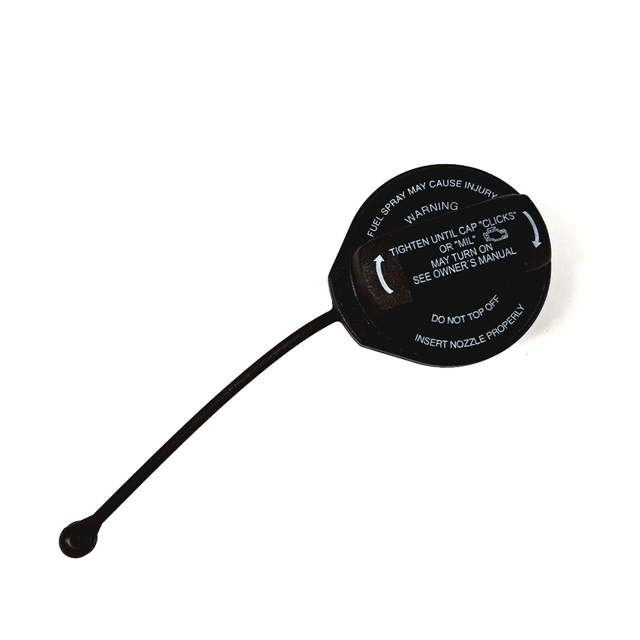 FUEL SPRAY MAY CAUSE INJURY
WARNING
TIGHTEN UNTIL CAP "CLICKS"
OR "MIL"
MAY TURN ON
SEE OWNER'S MANUAL
DO NOT TOP OFF
INSERT NOZZLE PROPERLY